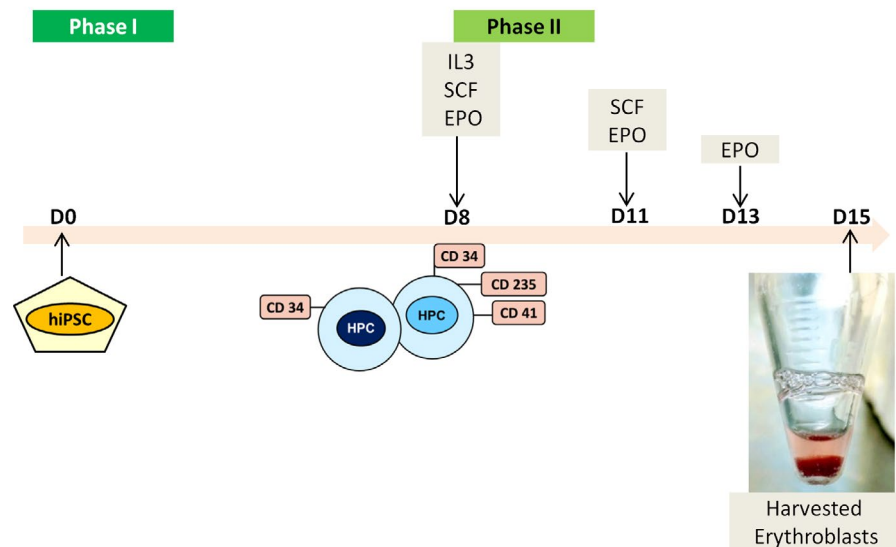 Phase I
Phase II
IL3
SCF
EPO
SCF
EPO
EPO
D0
D8
D11
D13
D15
hiPSC
CD 34
HPC
HPC
CD 34
CD 235
CD 41
Harvested
Erythroblasts